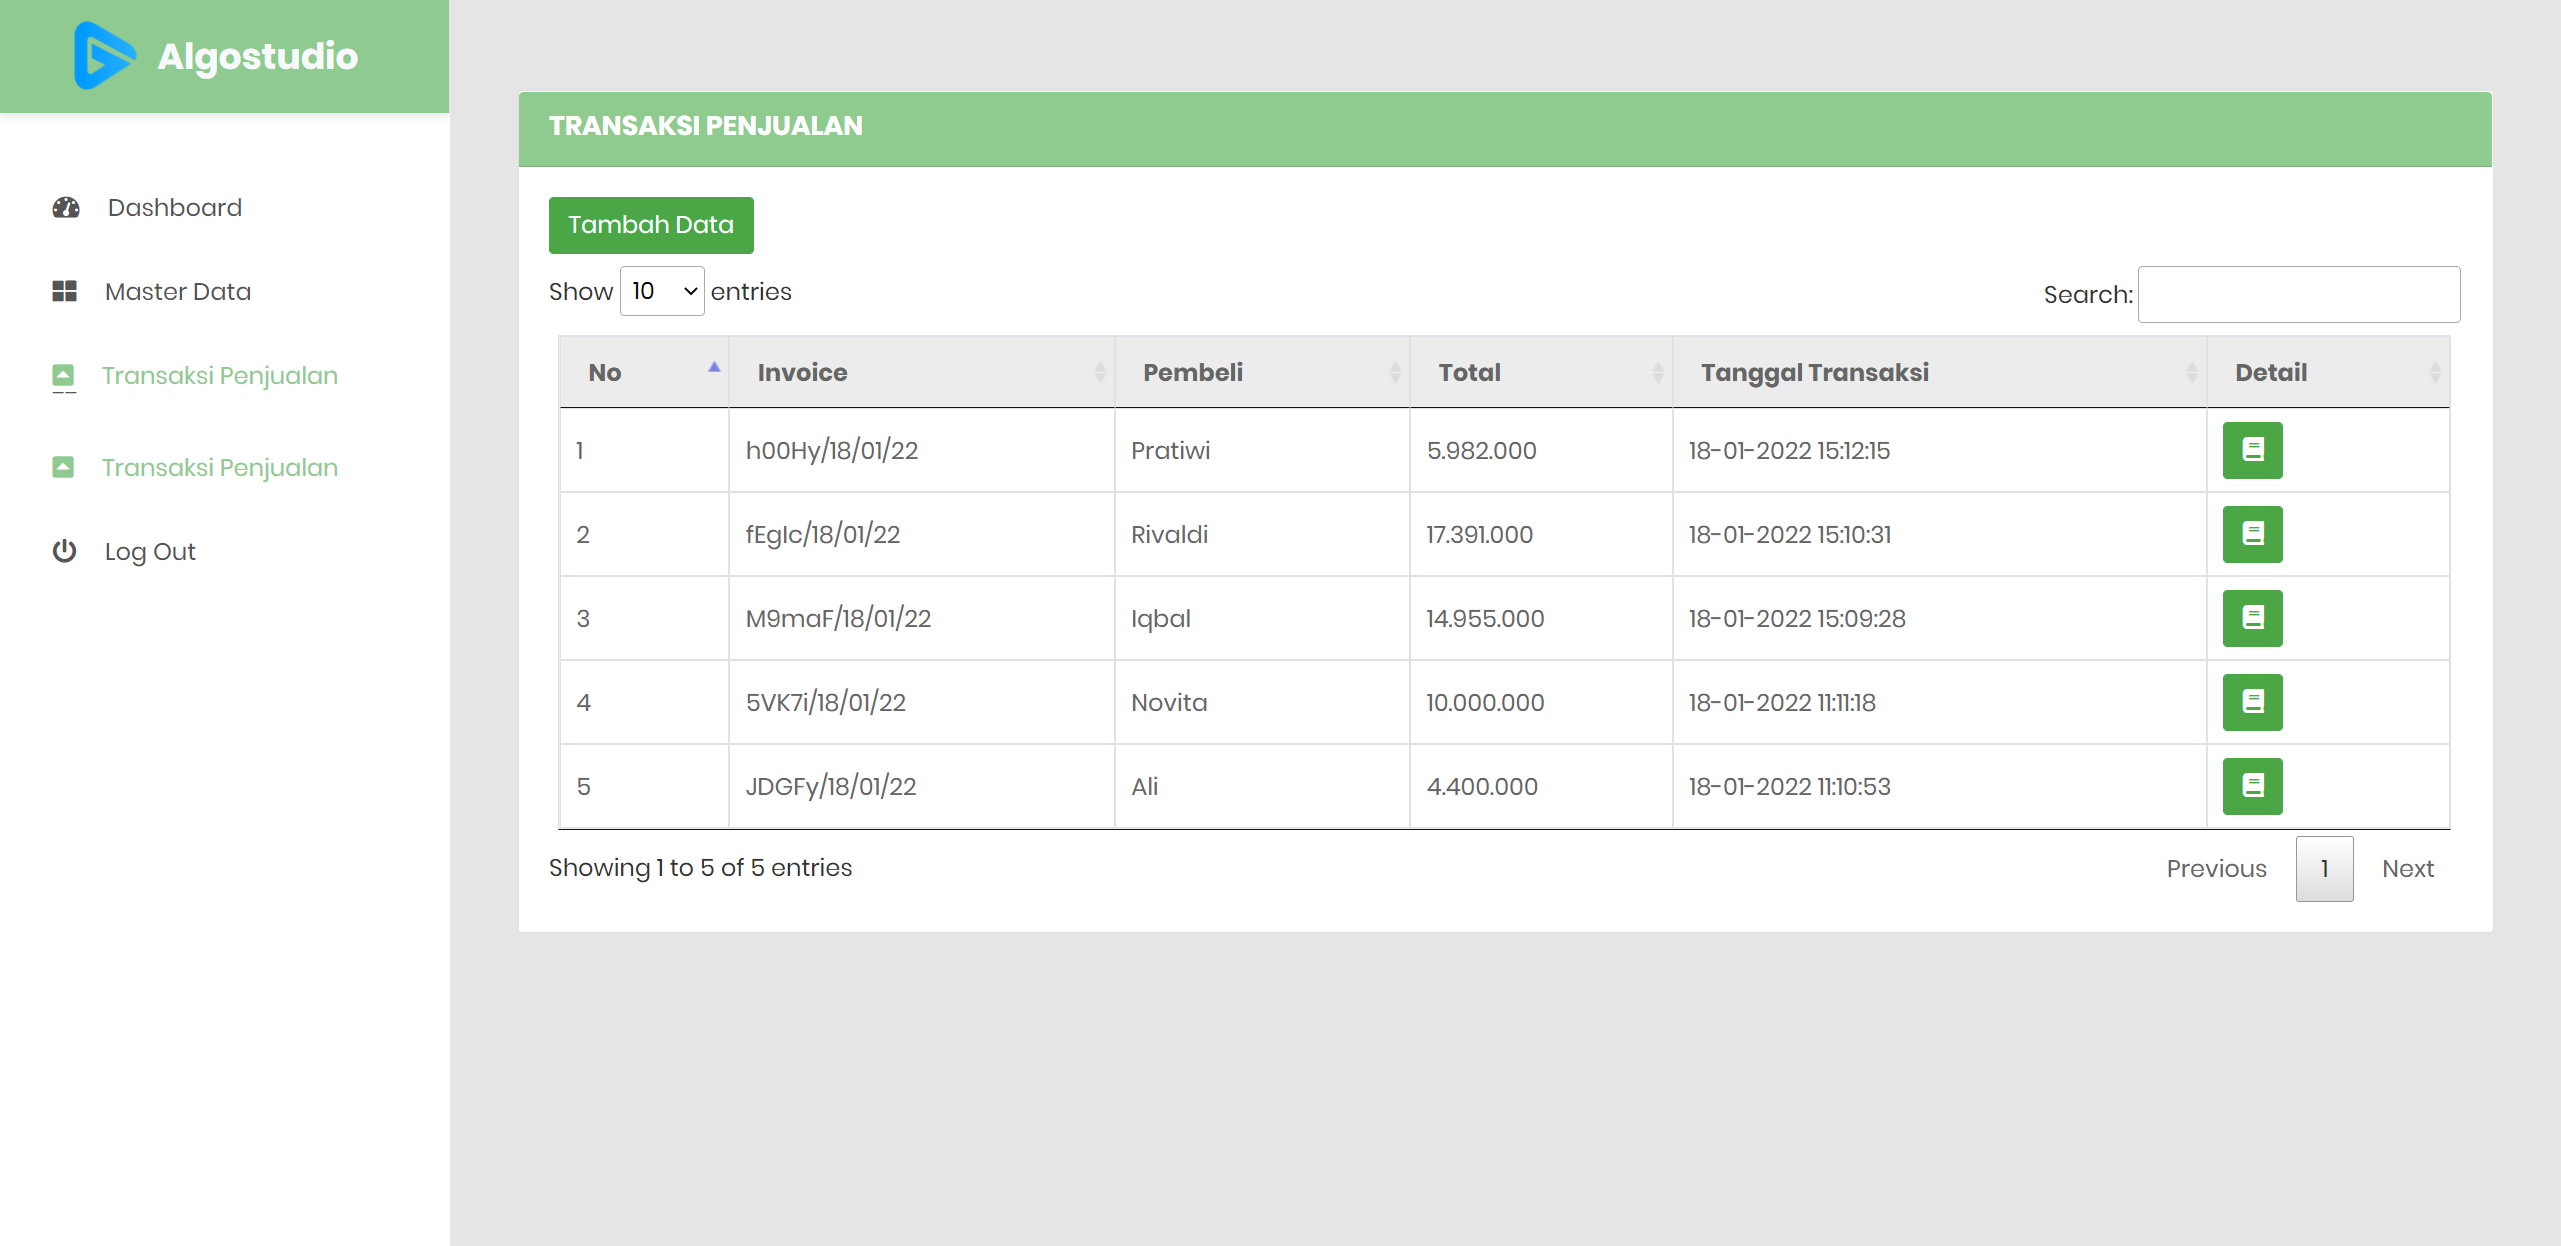 Algostudio
Dashboard
Master Data
Transaksi Penjualan
Transaksi Penjualan
Log Out
TRANSAKSI PENJUALAN
Tambah Data
Show 10 entries
Search:
No Invoice Pembeli Total Tanggal Transaksi Detail
1 h00Hy/18/01/22 Pratiwi 5.982.000 18-01-2022 15:12:15
2 fEgIc/18/01/22 Rivaldi 17.391.000 18-01-2022 15:10:31
3 M9maF/18/01/22 Iqbal 14.955.000 18-01-2022 15:09:28
4 5VK7i/18/01/22 Novita 10.000.000 18-01-2022 11:11:18
5 JDGFy/18/01/22 Ali 4.400.000 18-01-2022 11:10:53
Showing 1 to 5 of 5 entries
Previous 1 Next